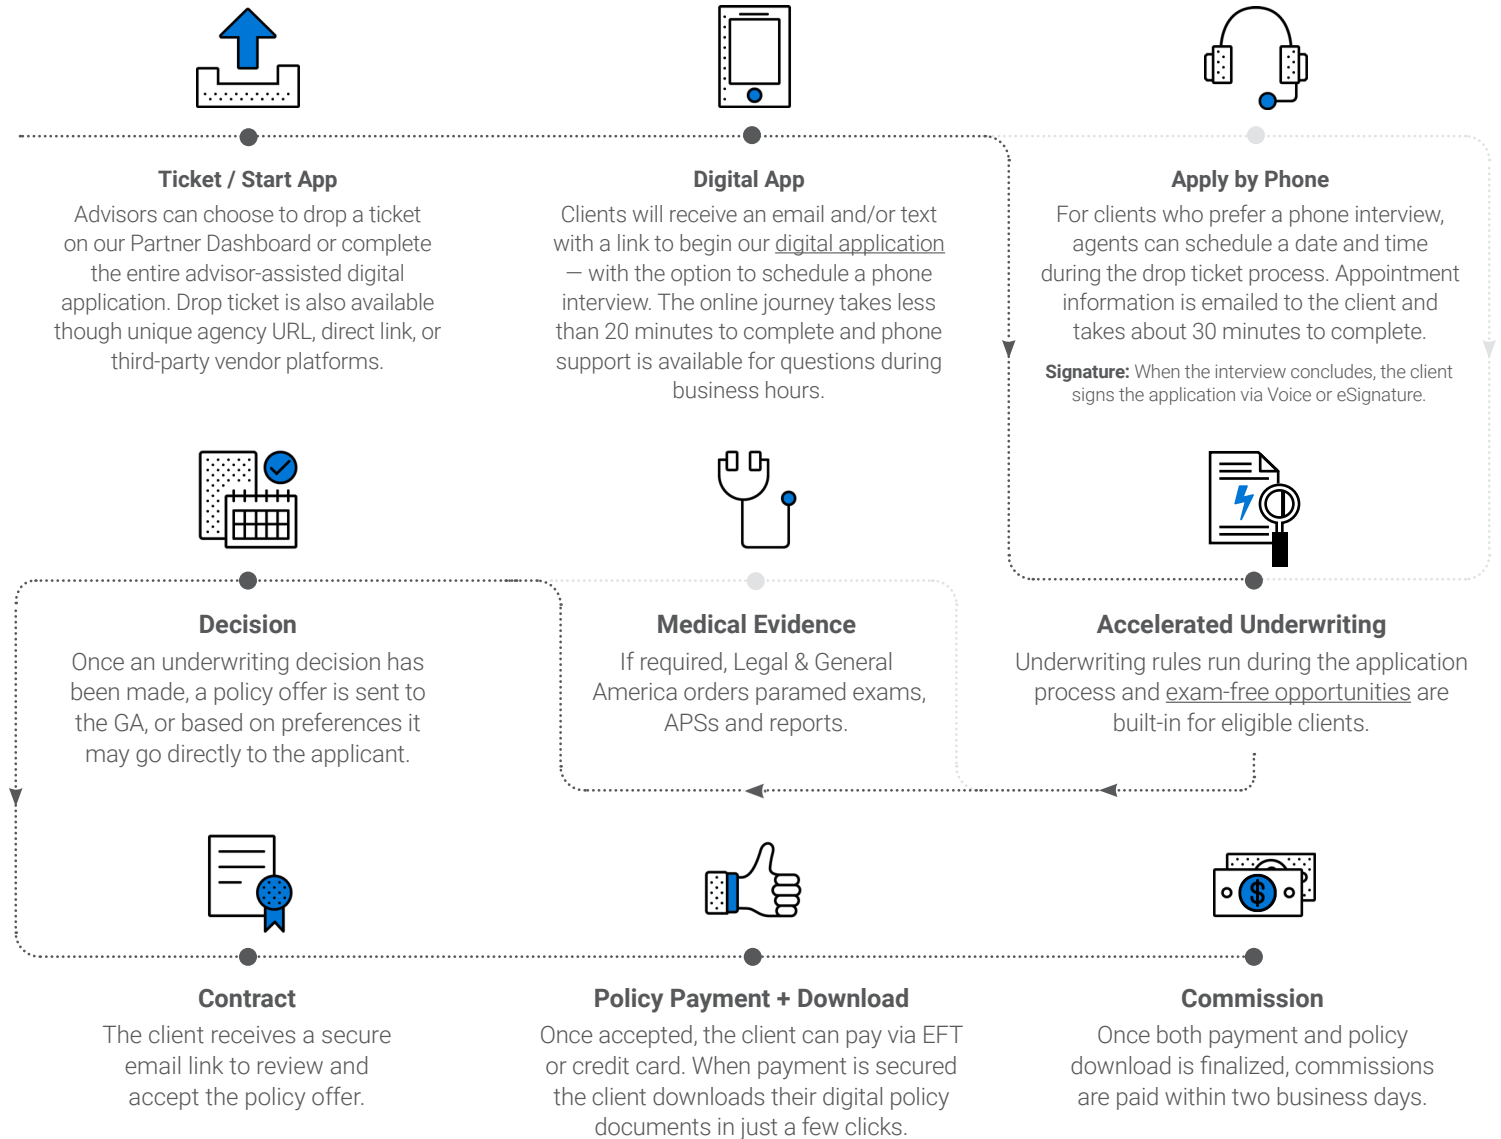 Ticket / Start App
Advisors can choose to drop a ticket
on our Partner Dashboard or complete
the entire advisor-assisted digital
application. Drop ticket is also available
though unique agency URL, direct link, or
third-party vendor platforms.
Digital App
Clients will receive an email and/or text
with a link to begin our digital application
— with the option to schedule a phone
interview. The online journey takes less
than 20 minutes to complete and phone
support is available for questions during
business hours.
Apply by Phone
For clients who prefer a phone interview,
agents can schedule a date and time
during the drop ticket process. Appointment
information is emailed to the client and
takes about 30 minutes to complete.
Signature: When the interview concludes, the client
signs the application via Voice or eSignature.
Decision
Once an underwriting decision has
been made, a policy offer is sent to
the GA, or based on preferences it
may go directly to the applicant.
Medical Evidence
If required, Legal & General
America orders paramed exams,
APSs and reports.
Accelerated Underwriting
Underwriting rules run during the application
process and exam-free opportunities are
built-in for eligible clients.
Contract
The client receives a secure
email link to review and
accept the policy offer.
Policy Payment + Download
Once accepted, the client can pay via EFT
or credit card. When payment is secured
the client downloads their digital policy
documents in just a few clicks.
$
Commission
Once both payment and policy
download is finalized, commissions
are paid within two business days.